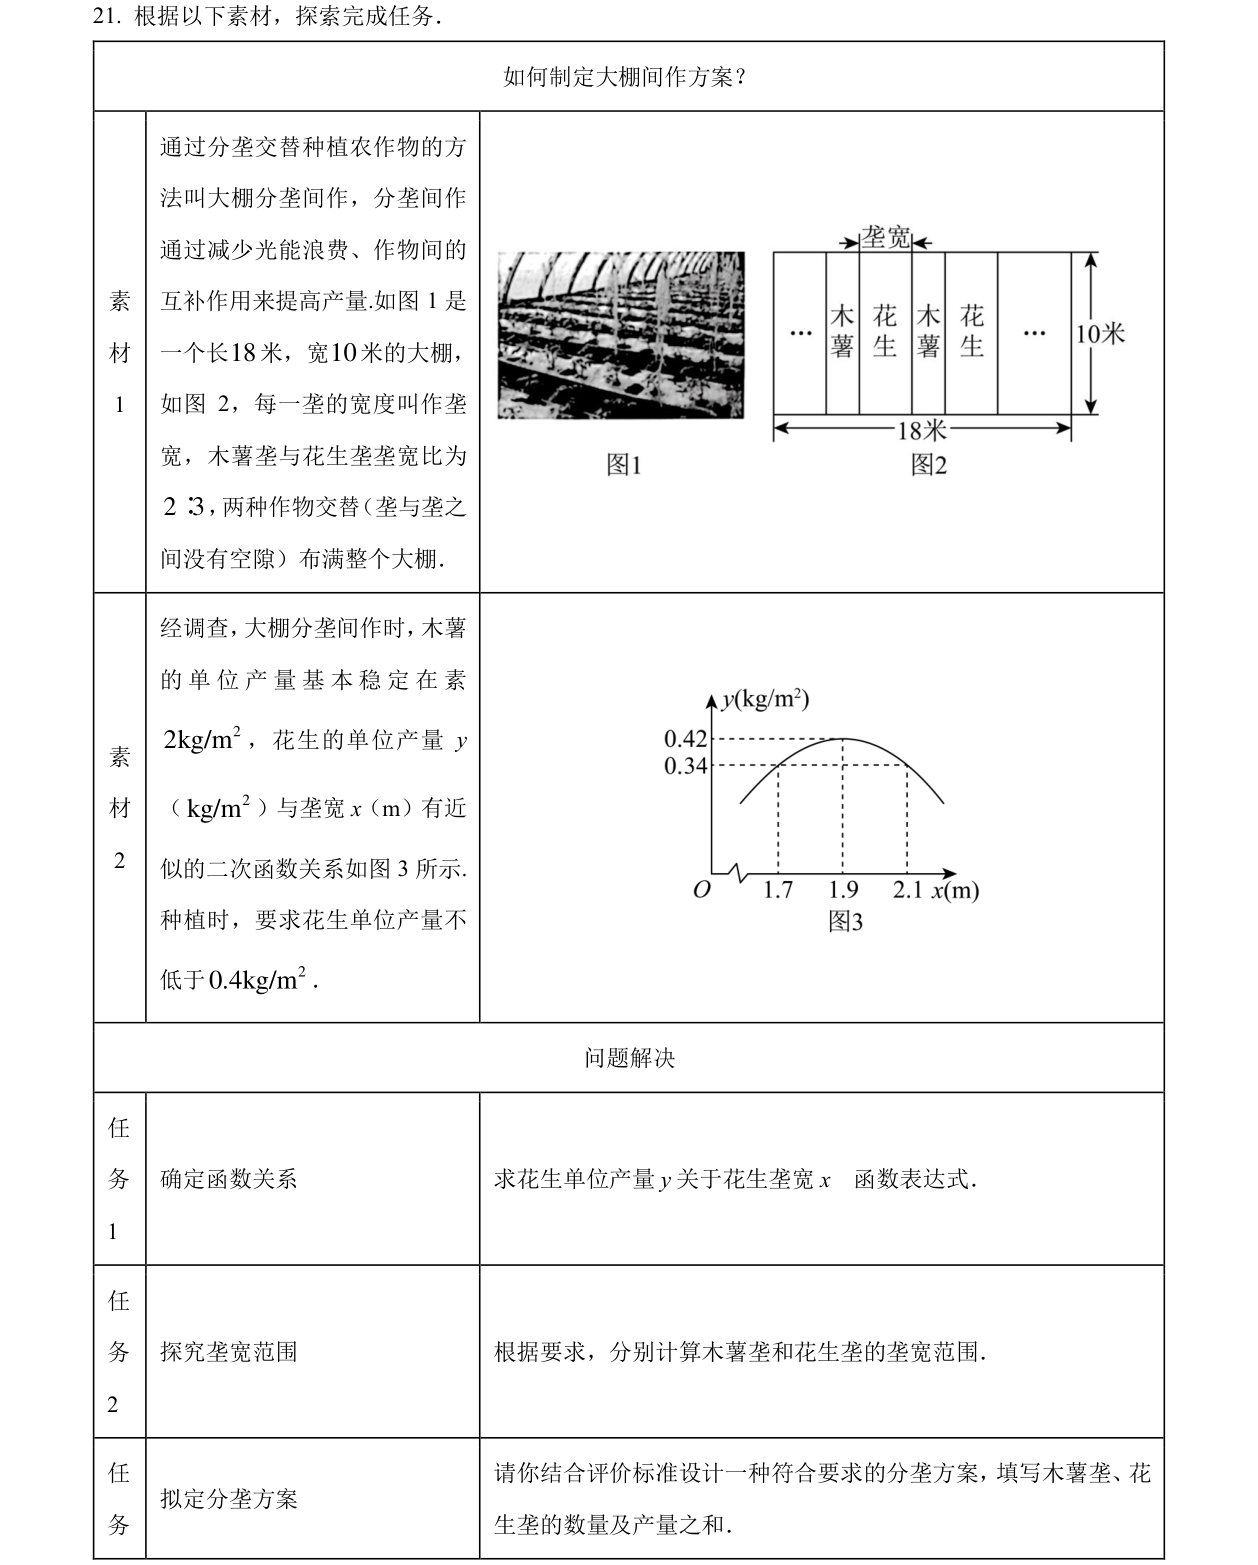 21. 根据以下素材，探索完成任务．
如何制定大棚间作方案？
素
材
1
通过分垄交替种植农作物的方
法叫大棚分垄间作，分垄间作
通过减少光能浪费、作物间的
互补作用来提高产量.如图 1 是
一个长18米，宽10米的大棚，
如图 2，每一垄的宽度叫作垄
宽，木薯垄与花生垄垄宽比为
2∶3，两种作物交替（垄与垄之
间没有空隙）布满整个大棚．
垄宽
…
木薯
花生
木薯
花生
…
10米
18米
图1
图2
素
材
2
经调查，大棚分垄间作时，木薯
的单位产量基本稳定在素
2kg/m²，花生的单位产量 y
（kg/m²）与垄宽 x（m）有近
似的二次函数关系如图 3 所示.
种植时，要求花生单位产量不
低于0.4kg/m²．
y(kg/m²)
0.42
0.34
O
1.7 1.9 2.1 x(m)
图3
问题解决
任
务
1
确定函数关系
求花生单位产量 y 关于花生垄宽 x 函数表达式．
任
务
2
探究垄宽范围
根据要求，分别计算木薯垄和花生垄的垄宽范围．
任
务
拟定分垄方案
请你结合评价标准设计一种符合要求的分垄方案，填写木薯垄、花
生垄的数量及产量之和．